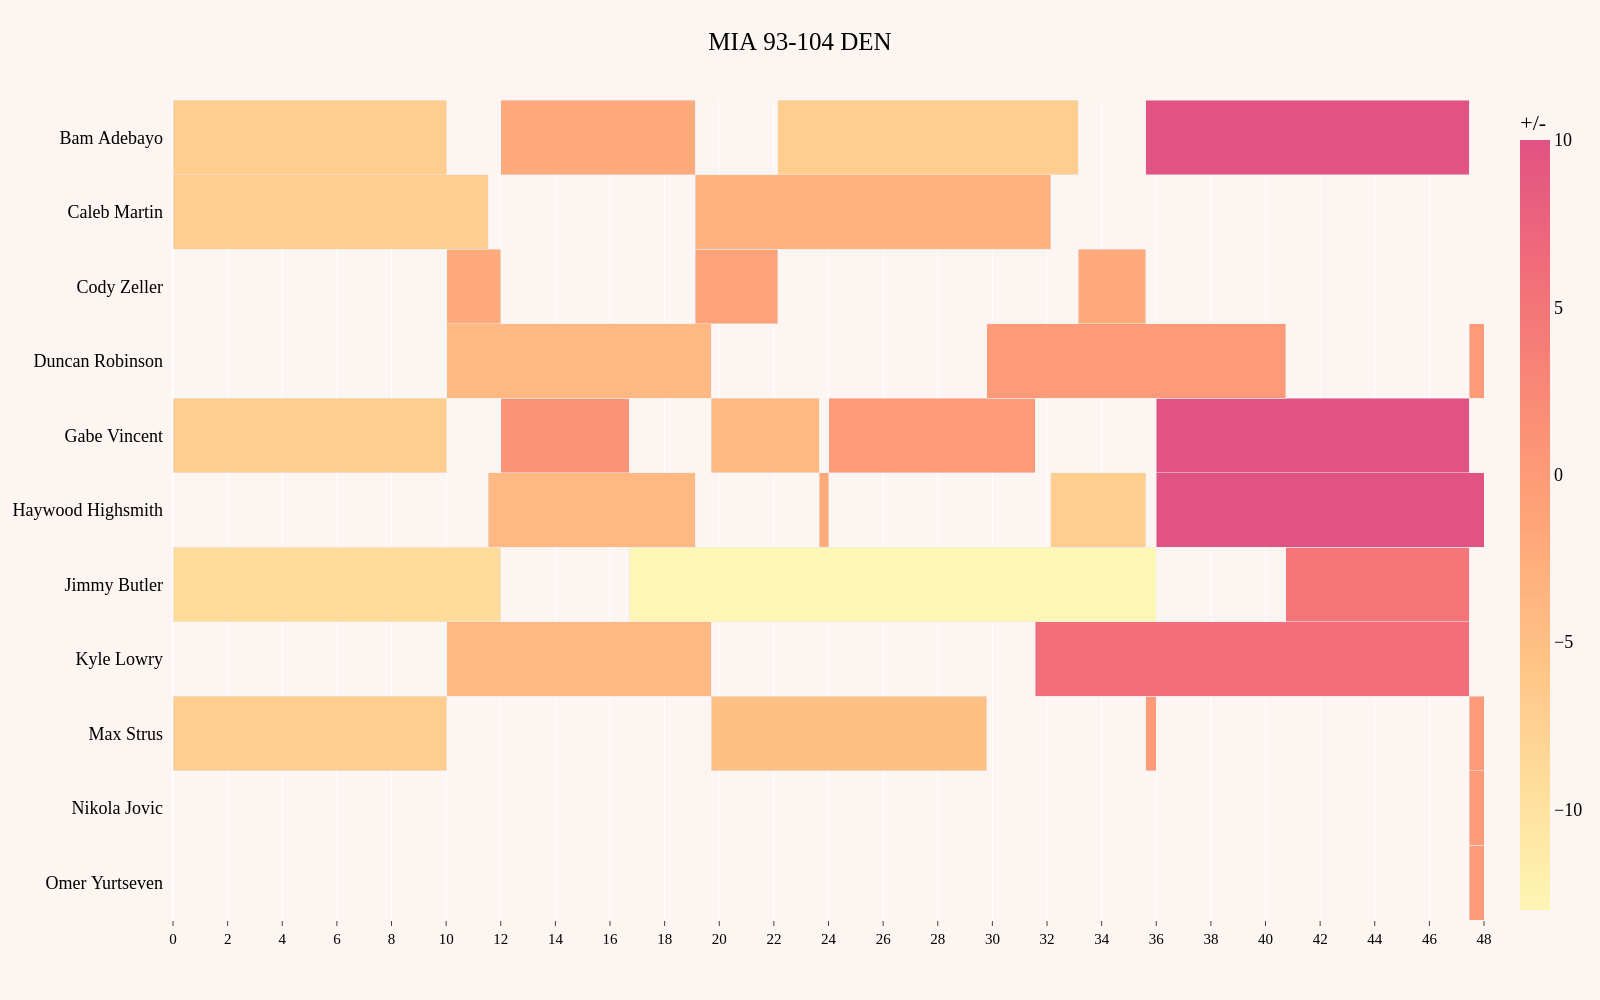 MIA 93-104 DEN
+/-
Bam Adebayo
Caleb Martin
Cody Zeller
Duncan Robinson
Gabe Vincent
Haywood Highsmith
Jimmy Butler
Kyle Lowry
Max Strus
Nikola Jovic
Omer Yurtseven
10
5
0
−5
−10
0 2 4 6 8 10 12 14 16 18 20 22 24 26 28 30 32 34 36 38 40 42 44 46 48